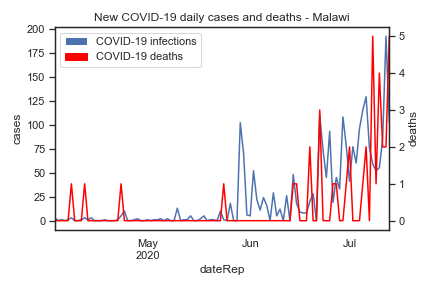 New COVID-19 daily cases and deaths - Malawi
COVID-19 infections
COVID-19 deaths
200
175
150
125
100
75
50
25
0
cases
5
4
3
2
1
0
deaths
May
2020
Jun
Jul
dateRep